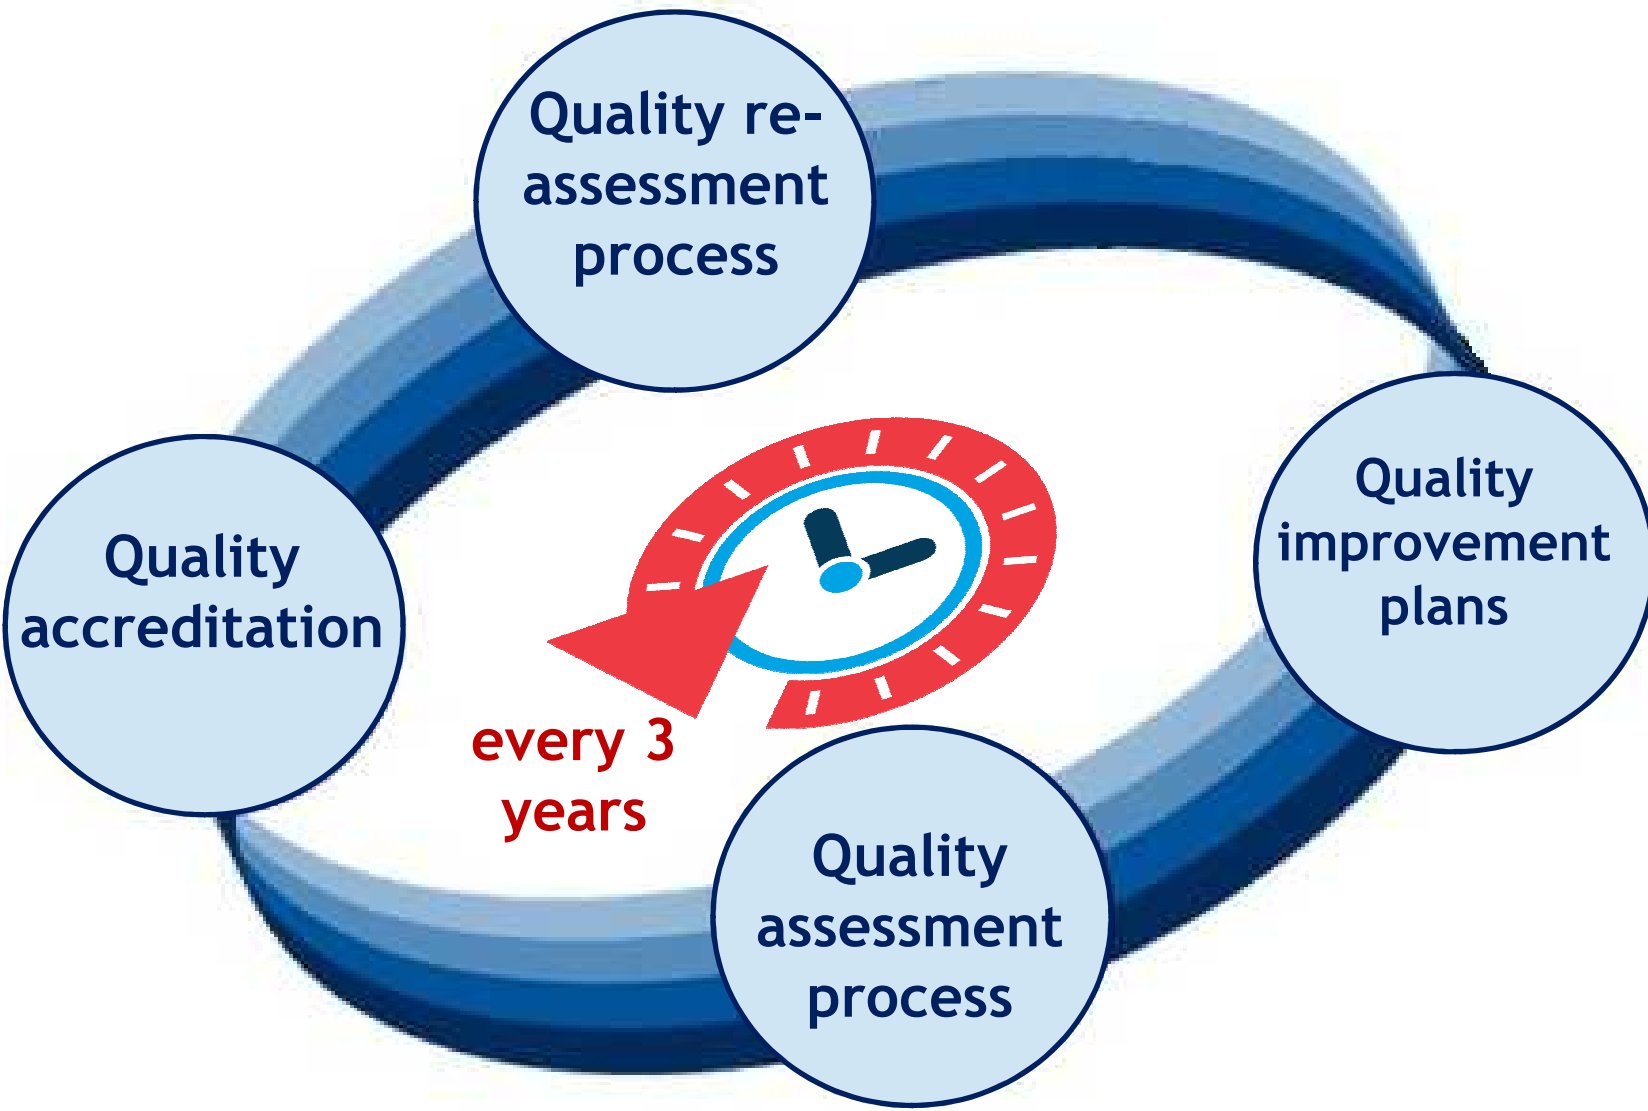 Quality re-
assessment
process
Quality
improvement
plans
Quality
accreditation
every 3
years
Quality
assessment
process